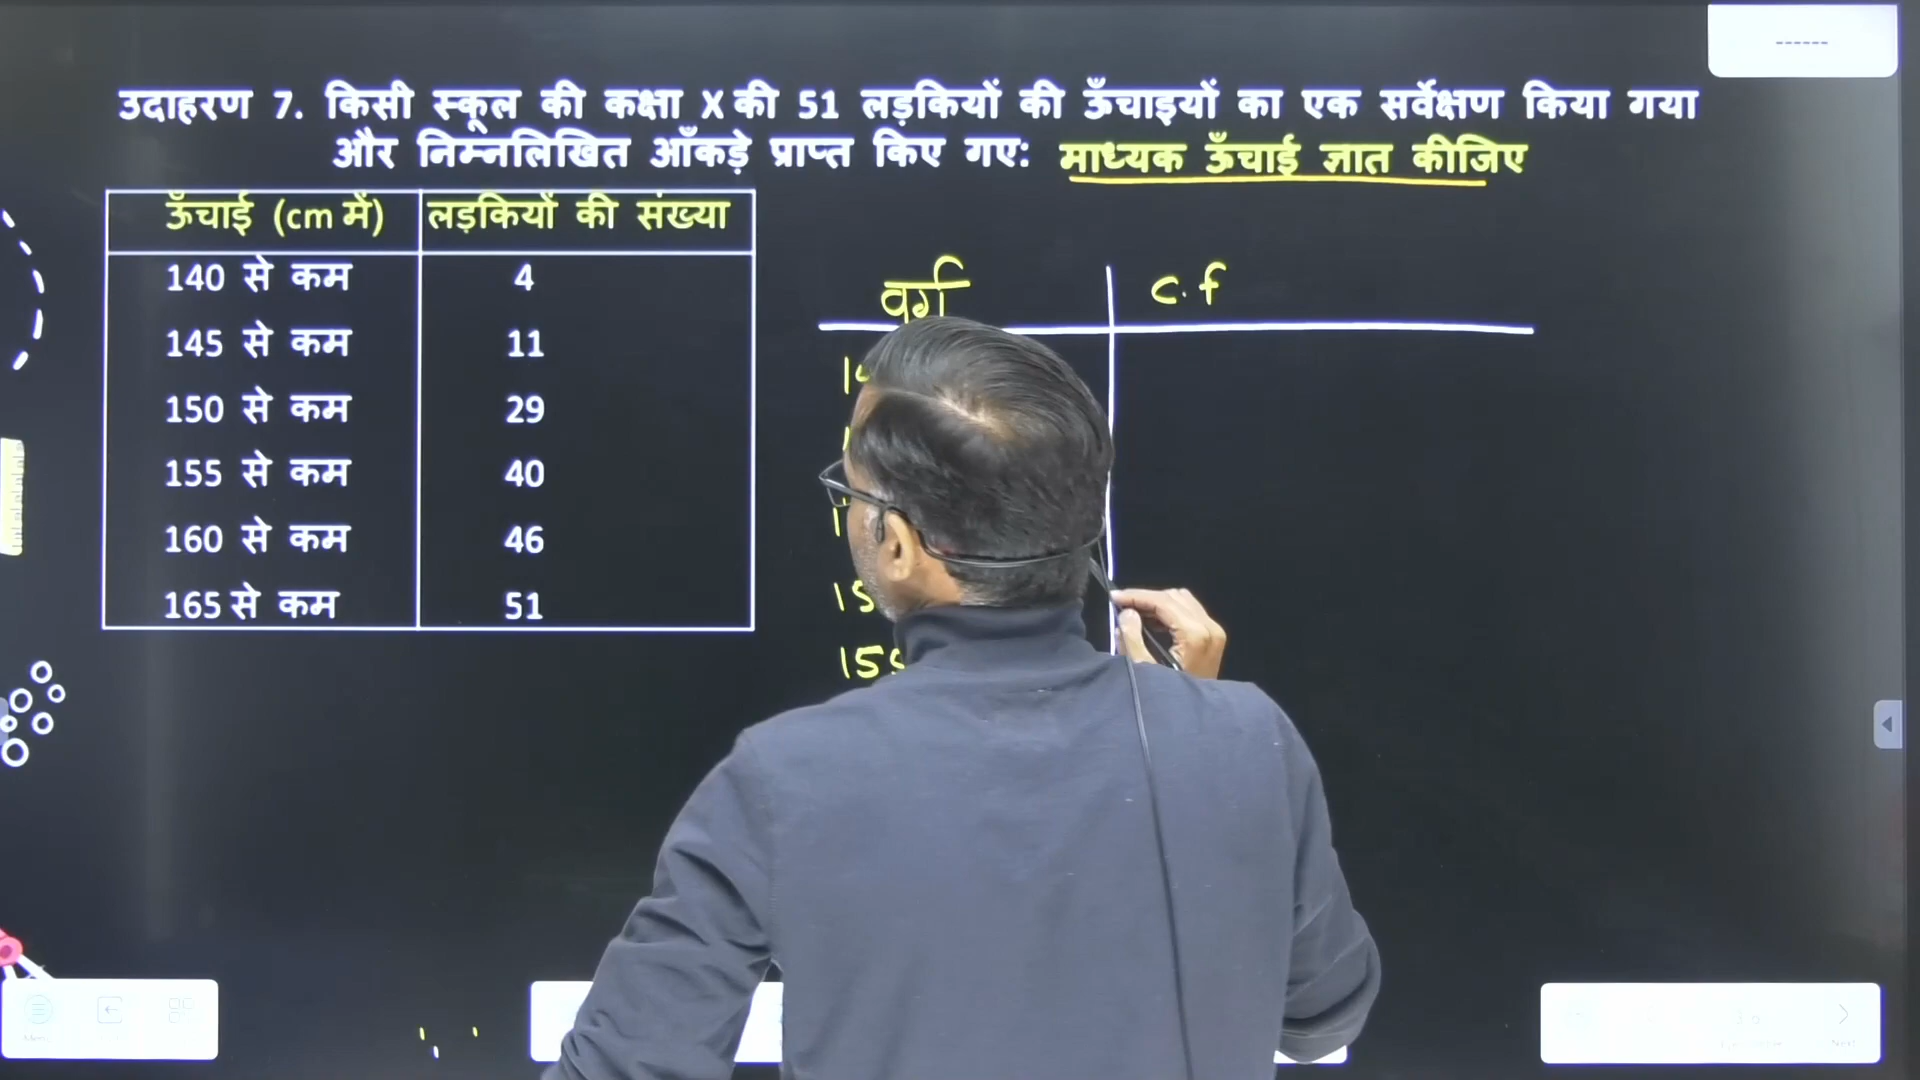 ------
उदाहरण 7. किसी स्कूल की कक्षा X की 51 लड़कियों की ऊँचाइयों का एक सर्वेक्षण किया गया
और निम्नलिखित आँकड़े प्राप्त किए गए: माध्यक ऊँचाई ज्ञात कीजिए
ऊँचाई (cm में) लड़कियों की संख्या
140 से कम 4
145 से कम 11
150 से कम 29
155 से कम 40
160 से कम 46
165 से कम 51
वर्ग c.f